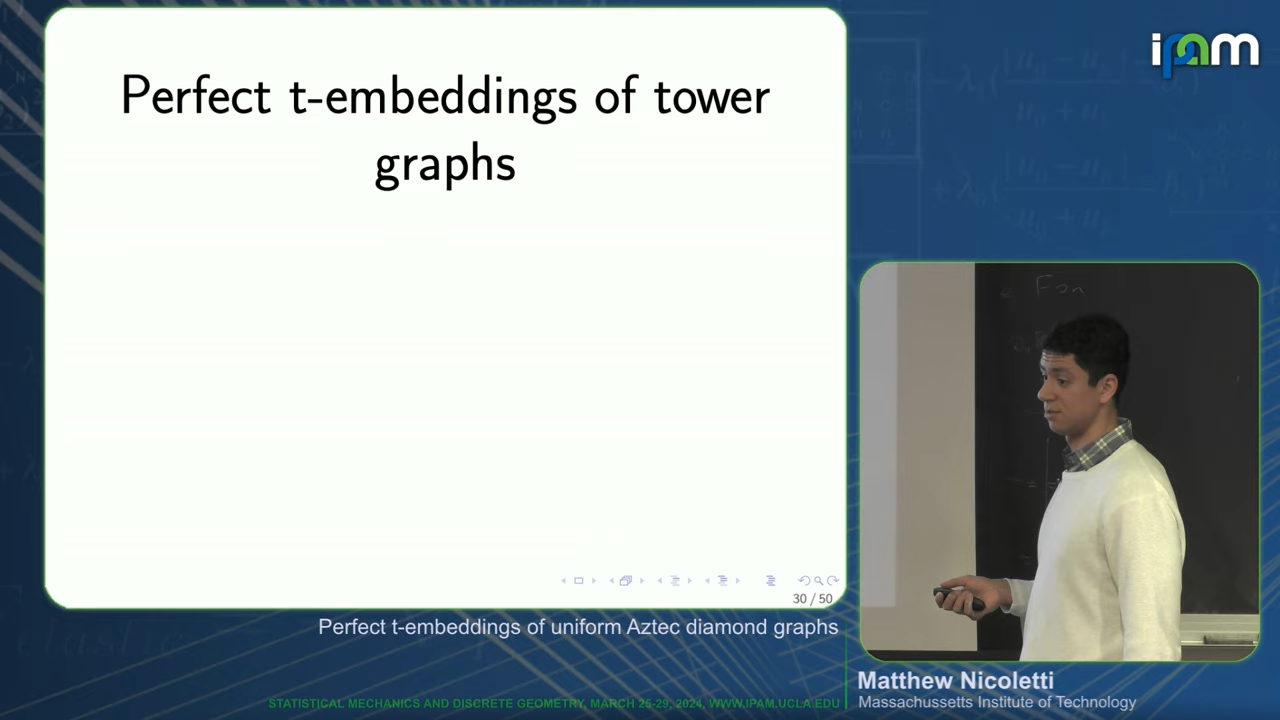 Perfect t-embeddings of tower
graphs
30 / 50
Perfect t-embeddings of uniform Aztec diamond graphs
ipam
Fon
Matthew Nicoletti
Massachussetts Institute of Technology
STATISTICAL MECHANICS AND DISCRETE GEOMETRY, MARCH 25-29, 2024, WWW.IPAM.UCLA.EDU